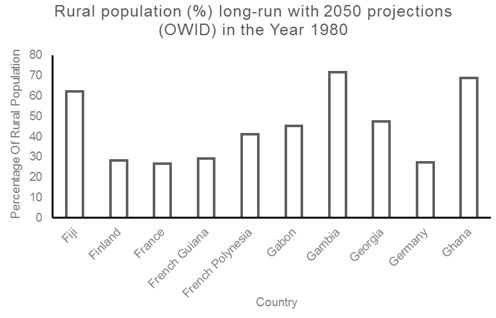 Rural population (%) long-run with 2050 projections
(OWID) in the Year 1980
Percentage Of Rural Population
80
70
60
50
40
30
20
10
0
Fiji
Finland
France
French Guiana
French Polynesia
Gabon
Gambia
Georgia
Germany
Ghana
Country